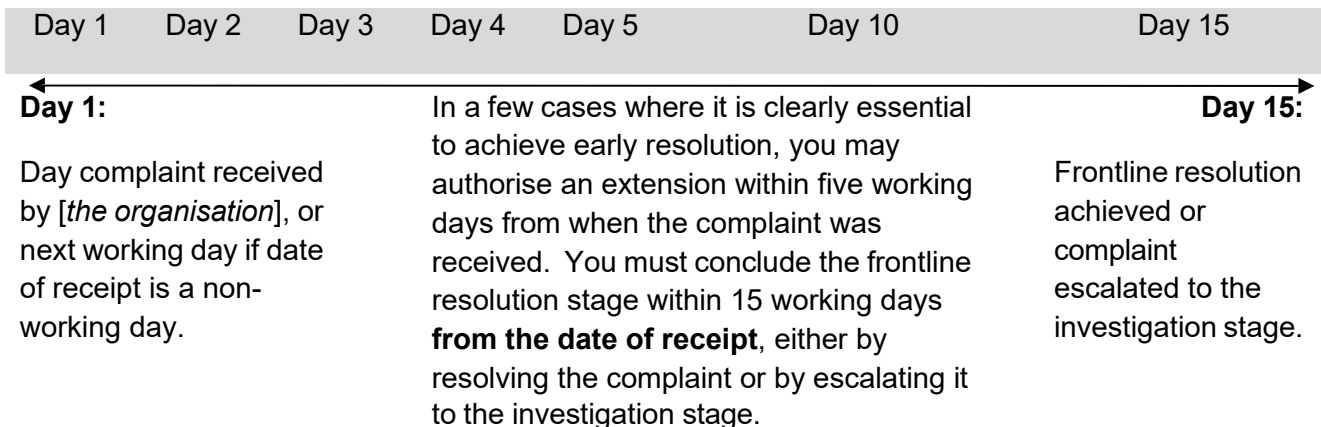 Day 1 Day 2 Day 3 Day 4 Day 5 Day 10 Day 15
Day 1:
Day complaint received
by [the organisation], or
next working day if date
of receipt is a non-
working day.
In a few cases where it is clearly essential
to achieve early resolution, you may
authorise an extension within five working
days from when the complaint was
received. You must conclude the frontline
resolution stage within 15 working days
from the date of receipt, either by
resolving the complaint or by escalating it
to the investigation stage.
Day 15:
Frontline resolution
achieved or
complaint
escalated to the
investigation stage.